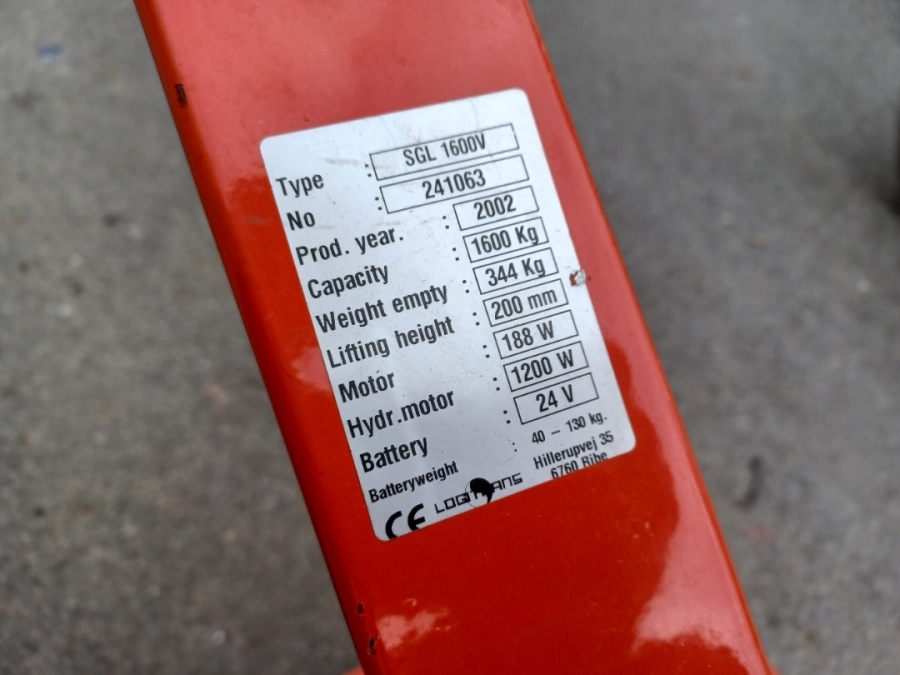 Type : SGL 1600V
No : 241063
Prod. year. : 2002
Capacity : 1600 Kg
Weight empty : 344 Kg
Lifting height : 200 mm
Motor : 188 W
Hydr.motor : 1200 W
Battery : 24 V
Batteryweight : 40 – 130 kg.
CE LOGITRANS Hillerupvej 35
6760 Ribe